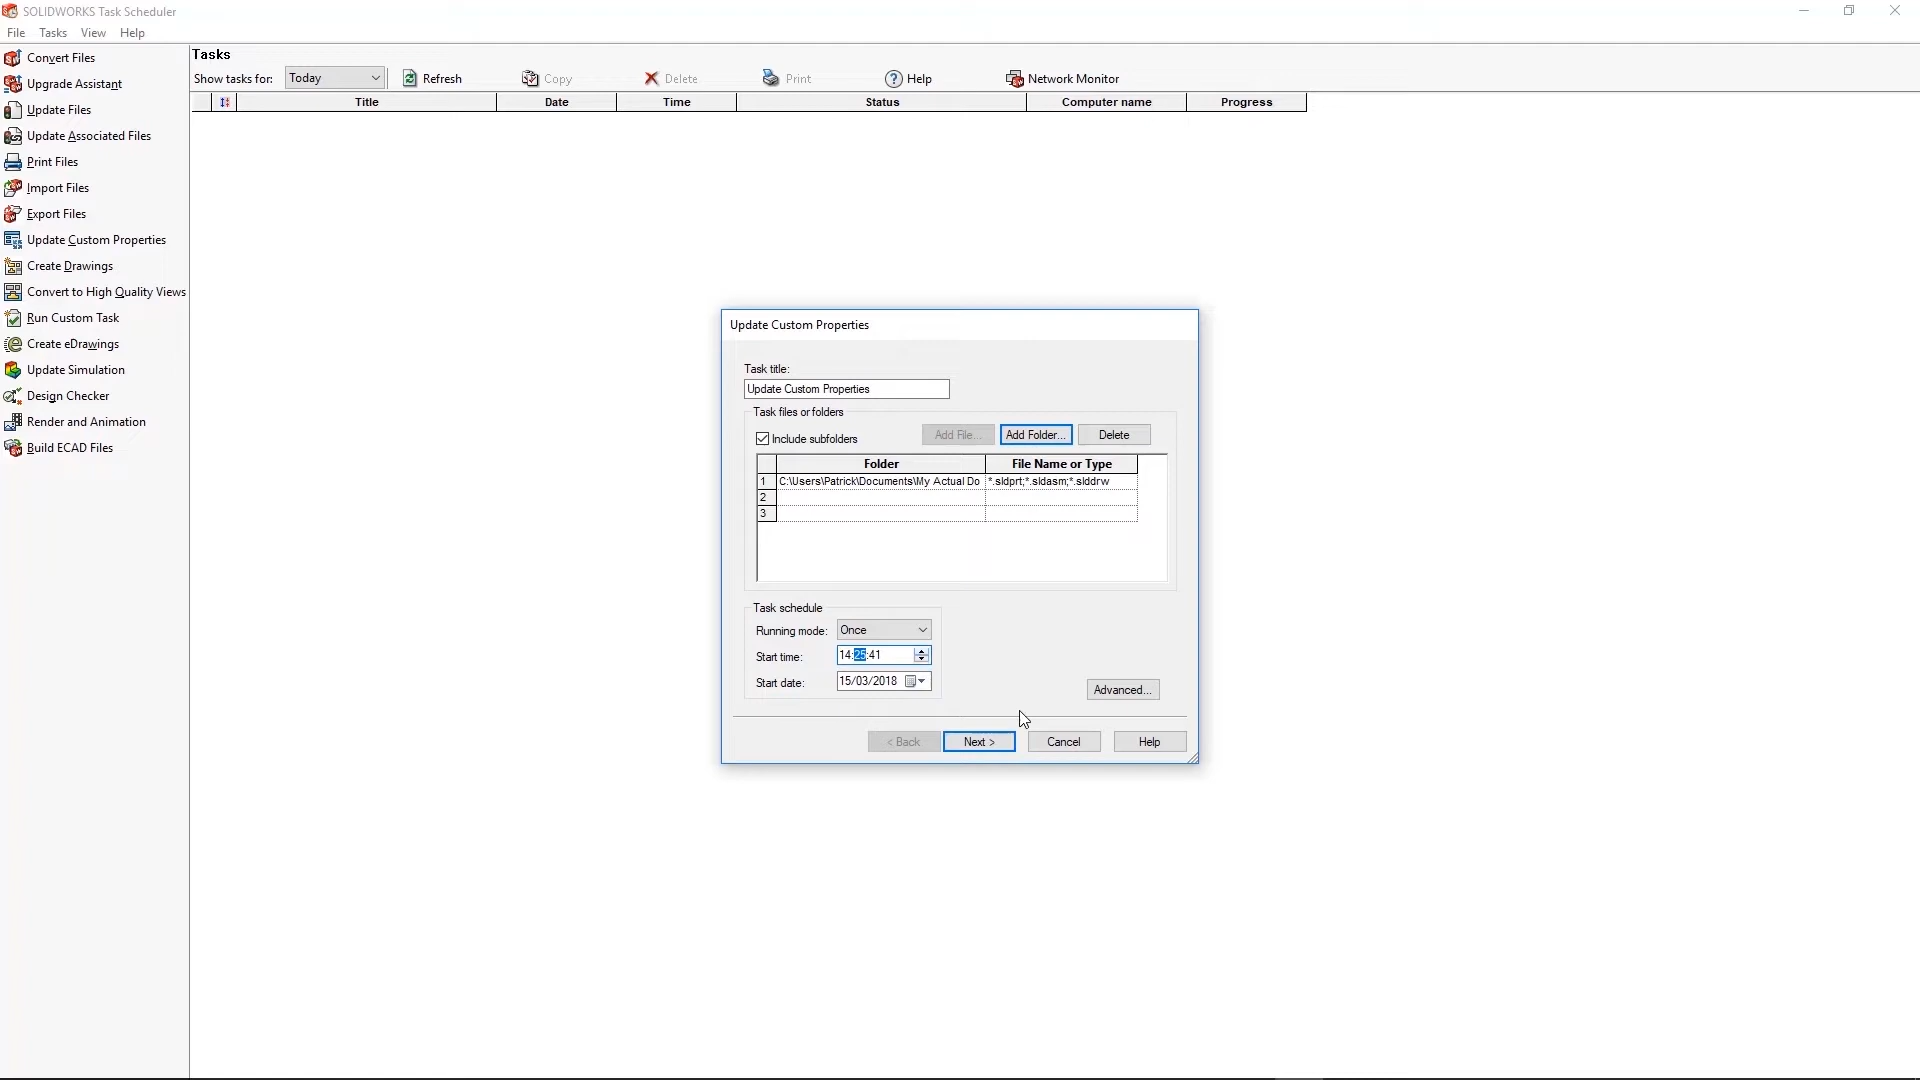 SOLIDWORKS Task Scheduler
File Tasks View Help
Convert Files
Upgrade Assistant
Update Files
Update Associated Files
Print Files
Import Files
Export Files
Update Custom Properties
Create Drawings
Convert to High Quality Views
Run Custom Task
Create eDrawings
Update Simulation
Design Checker
Render and Animation
Build ECAD Files
Tasks
Show tasks for: Today Refresh Copy Delete Print Help Network Monitor
Title Date Time Status Computer name Progress
Update Custom Properties
Task title:
Update Custom Properties
Task files or folders
Include subfolders Add File... Add Folder... Delete
Folder File Name or Type
1 C:\Users\Patrick\Documents\My Actual Do *.sldprt;*.sldasm;*.slddrw
2
3
Task schedule
Running mode: Once
Start time: 14:25:41
Start date: 15/03/2018
Advanced...
< Back Next > Cancel Help